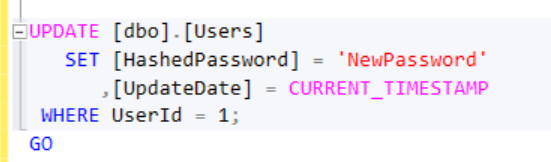 UPDATE [dbo].[Users]
SET [HashedPassword] = 'NewPassword'
,[UpdateDate] = CURRENT_TIMESTAMP
WHERE UserId = 1;
GO